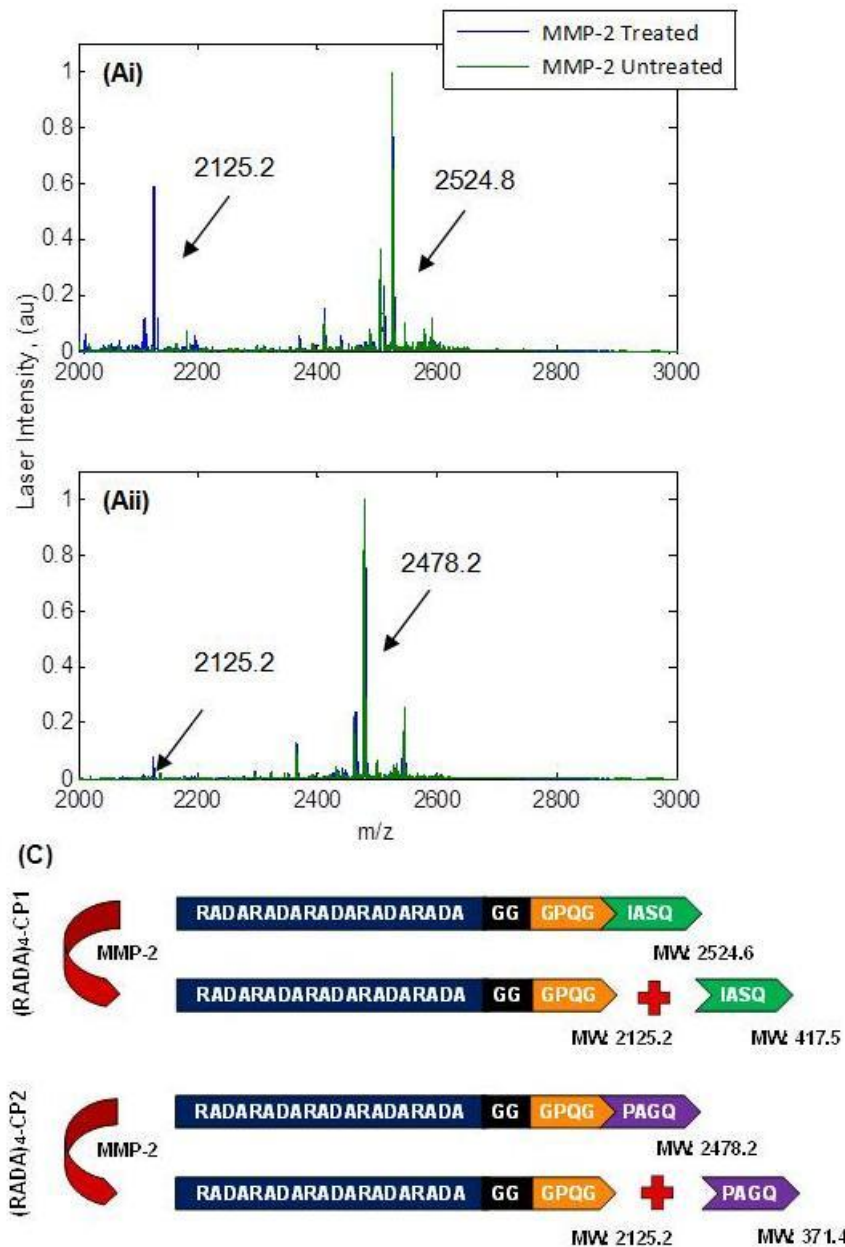 MMP-2 Treated
MMP-2 Untreated
(Ai)
1
0.8
0.6
0.4
0.2
0
2125.2
2524.8
2000 2200 2400 2600 2800 3000
Laser Intensity, (au)
(Aii)
1
0.8
0.6
0.4
0.2
0
2478.2
2125.2
2000 2200 2400 2600 2800 3000
m/z
(C)
(RADA)4-CP1
MMP-2
RADARADARADARADARADARADA GG GPQG IASQ
MW: 2524.6
RADARADARADARADARADARADA GG GPQG IASQ
MW: 2125.2 MW: 417.5
(RADA)4-CP2
MMP-2
RADARADARADARADARADARADA GG GPQG PAGQ
MW: 2478.2
RADARADARADARADARADARADA GG GPQG PAGQ
MW: 2125.2 MW: 371.4